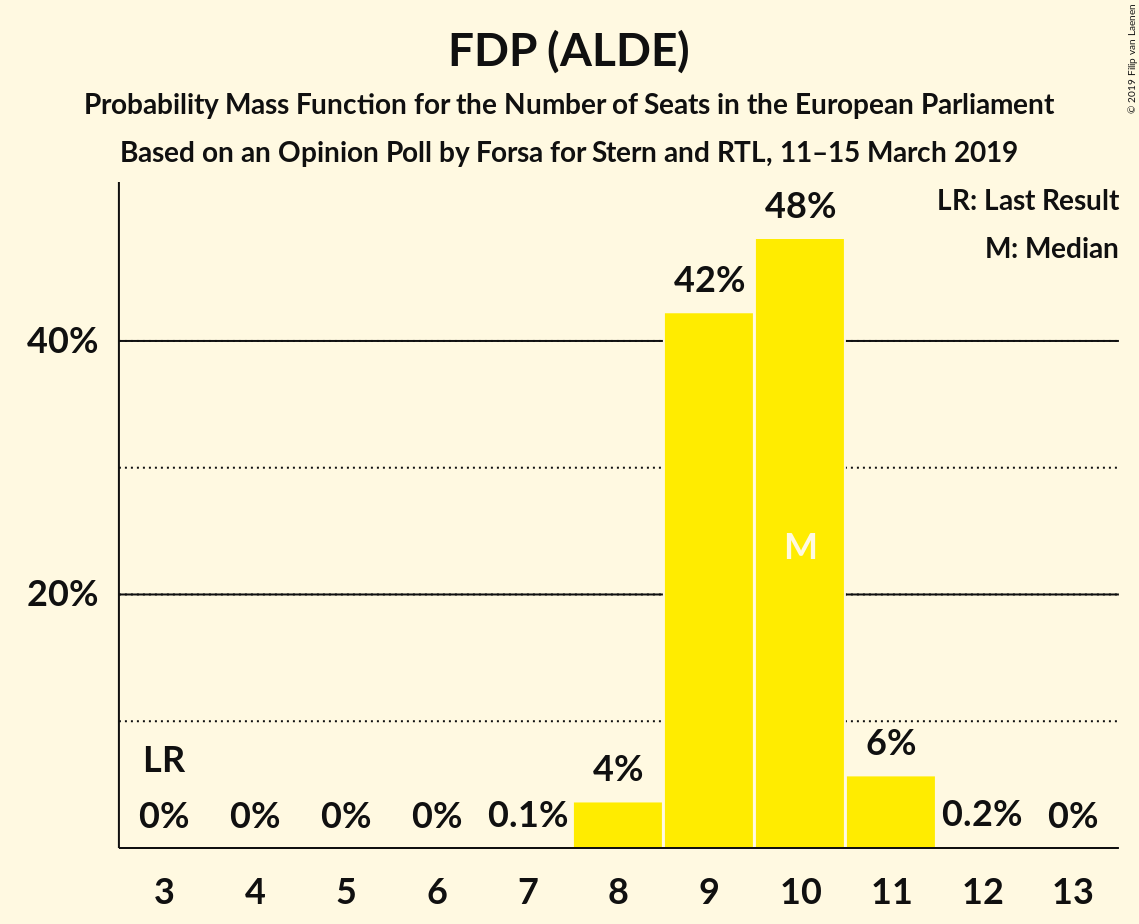 FDP (ALDE)
Probability Mass Function for the Number of Seats in the European Parliament
Based on an Opinion Poll by Forsa for Stern and RTL, 11–15 March 2019
© 2019 Filip van Laenen
LR: Last Result
M: Median
48%
42%
40%
M
20%
LR
6%
4%
0% 0% 0% 0% 0.1% 0.2% 0%
3 4 5 6 7 8 9 10 11 12 13